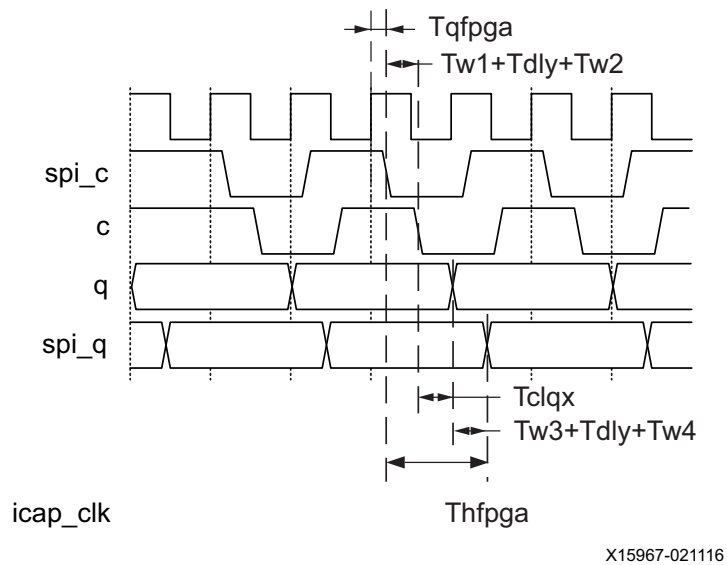 Tqfpga
Tw1+Tdly+Tw2
spi_c
c
q
spi_q
Tclqx
Tw3+Tdly+Tw4
icap_clk
Thfpga
X15967-021116